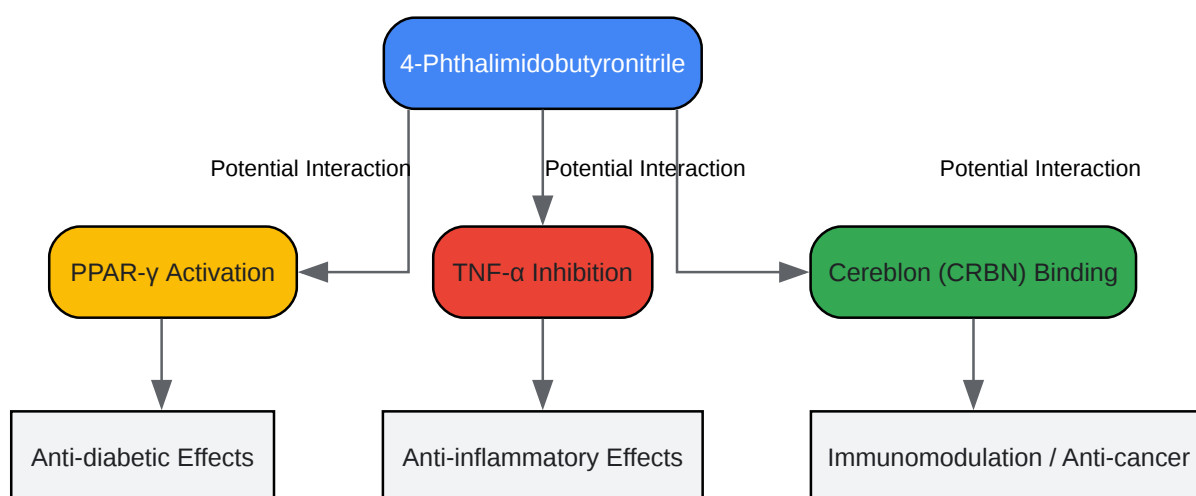 4-Phthalimidobutyronitrile
Potential Interaction
Potential Interaction
Potential Interaction
PPAR-γ Activation
TNF-α Inhibition
Cereblon (CRBN) Binding
Anti-diabetic Effects
Anti-inflammatory Effects
Immunomodulation / Anti-cancer